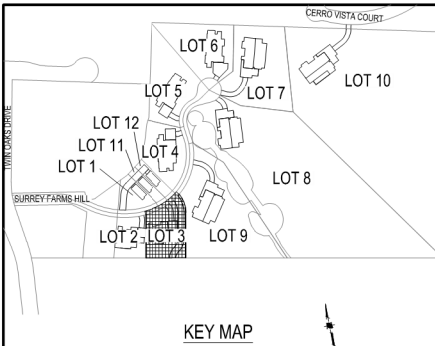 CERRO VISTA COURT
LOT 6
LOT 10
LOT 7
LOT 5
TWIN OAKS DRIVE
LOT 12
LOT 11
LOT 4
LOT 1
LOT 8
SURREY FARMS HILL
LOT 2
LOT 3
LOT 9
KEY MAP